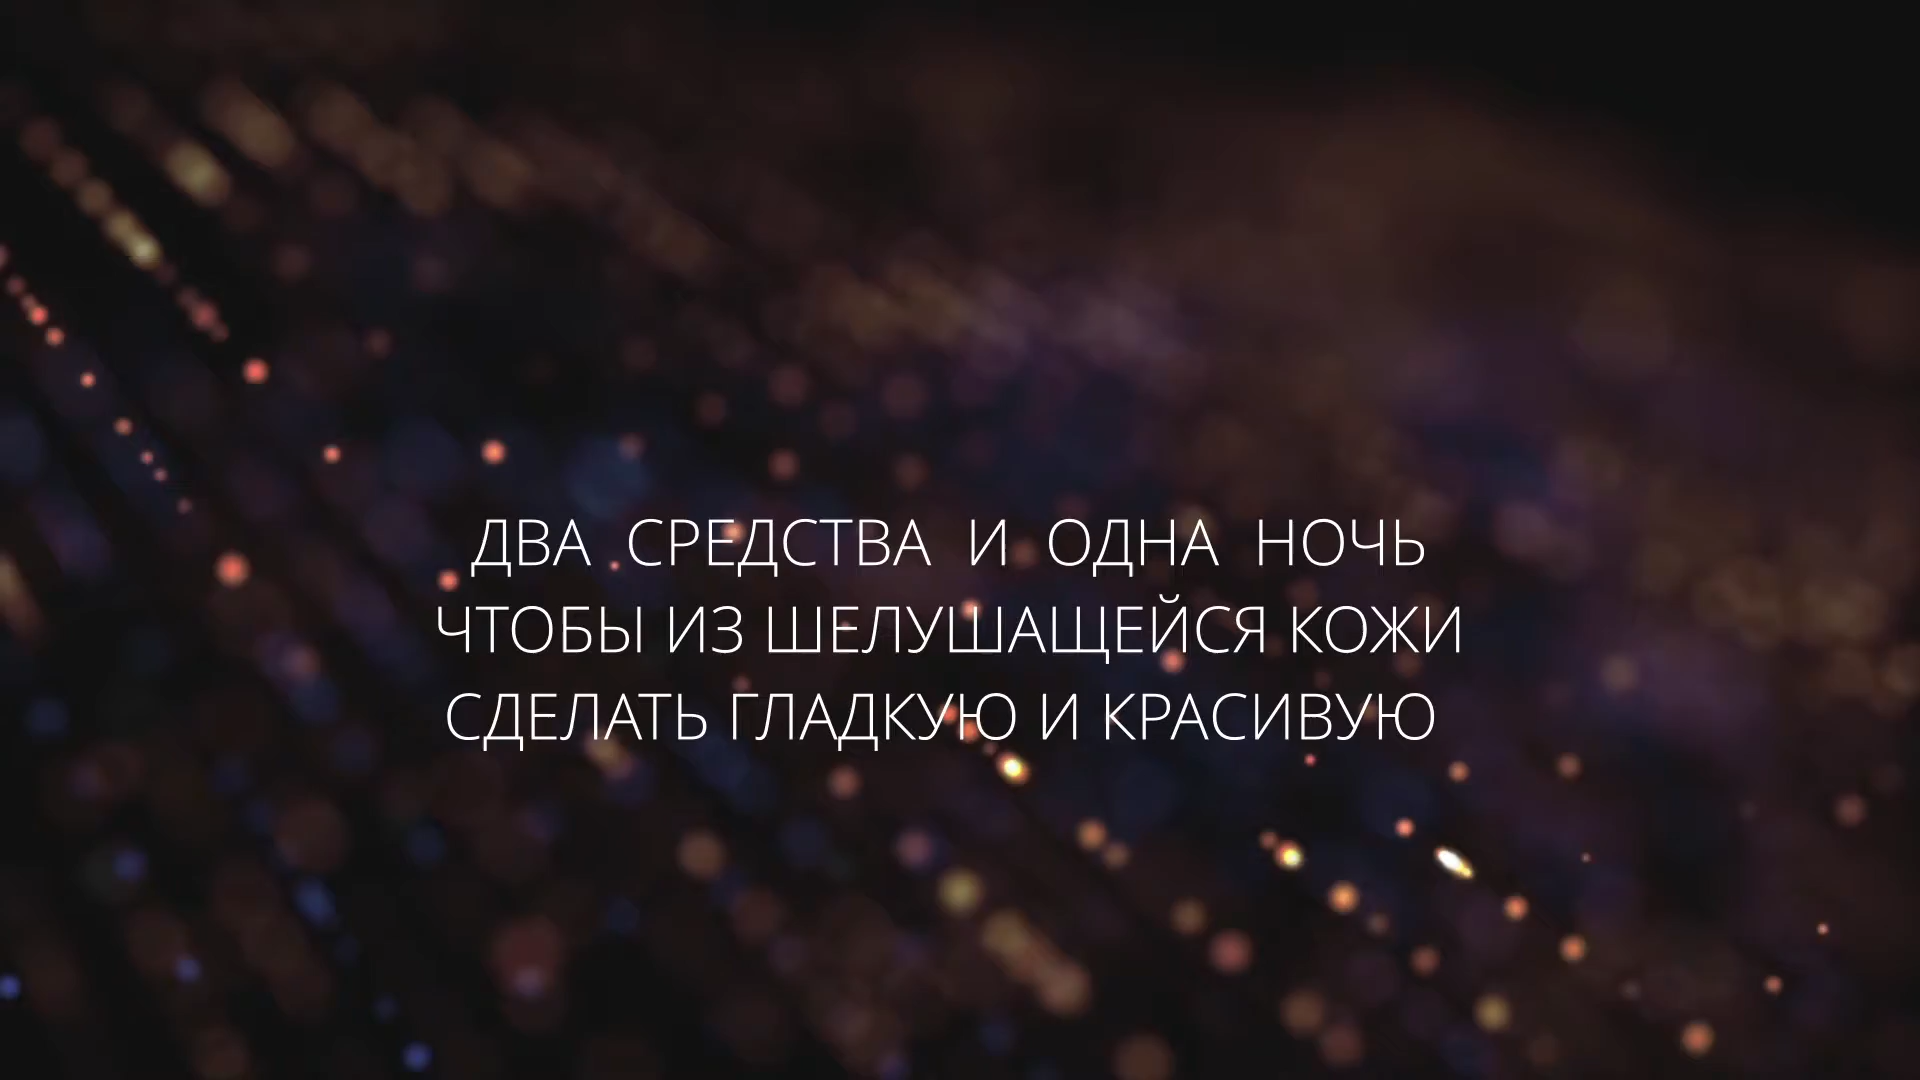 ДВА СРЕДСТВА И ОДНА НОЧЬ
ЧТОБЫ ИЗ ШЕЛУШАЩЕЙСЯ КОЖИ
СДЕЛАТЬ ГЛАДКУЮ И КРАСИВУЮ